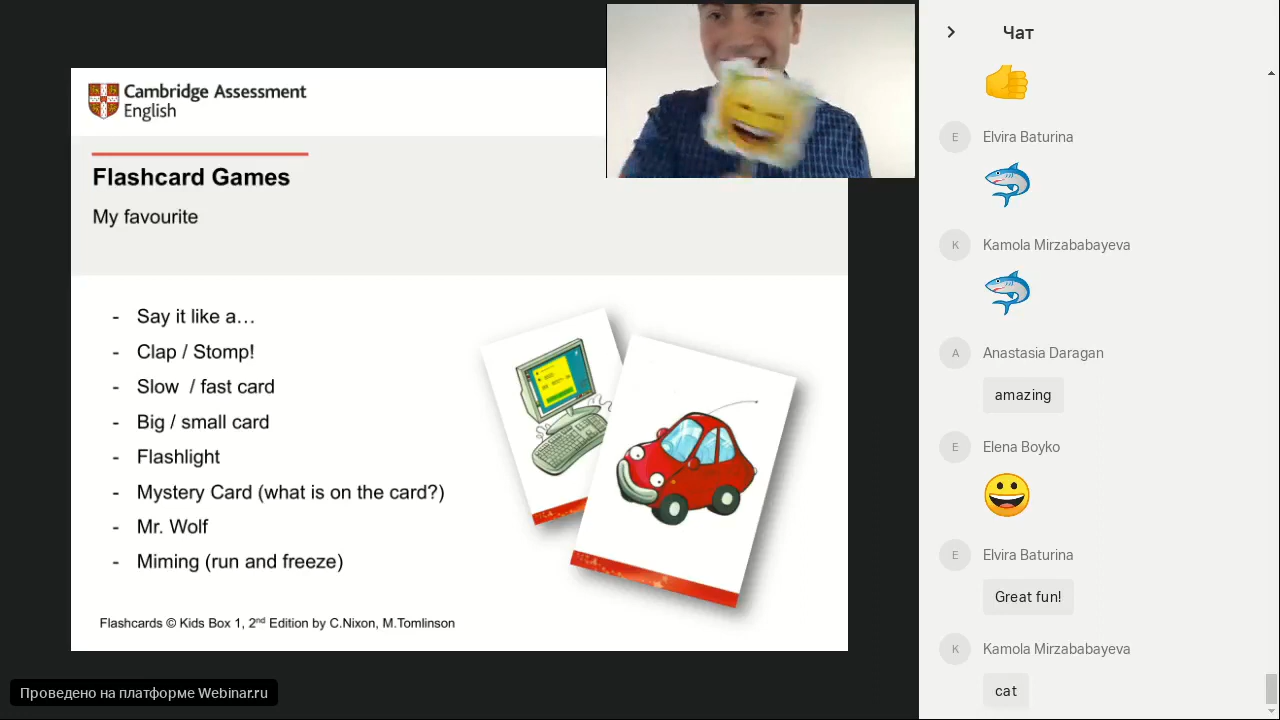 Cambridge Assessment
English
Flashcard Games
My favourite
- Say it like a…
- Clap / Stomp!
- Slow / fast card
- Big / small card
- Flashlight
- Mystery Card (what is on the card?)
- Mr. Wolf
- Miming (run and freeze)
Flashcards © Kids Box 1, 2nd Edition by C.Nixon, M.Tomlinson
Проведено на платформе Webinar.ru
Чат
E
Elvira Baturina
K
Kamola Mirzababayeva
A
Anastasia Daragan
amazing
E
Elena Boyko
E
Elvira Baturina
Great fun!
K
Kamola Mirzababayeva
cat